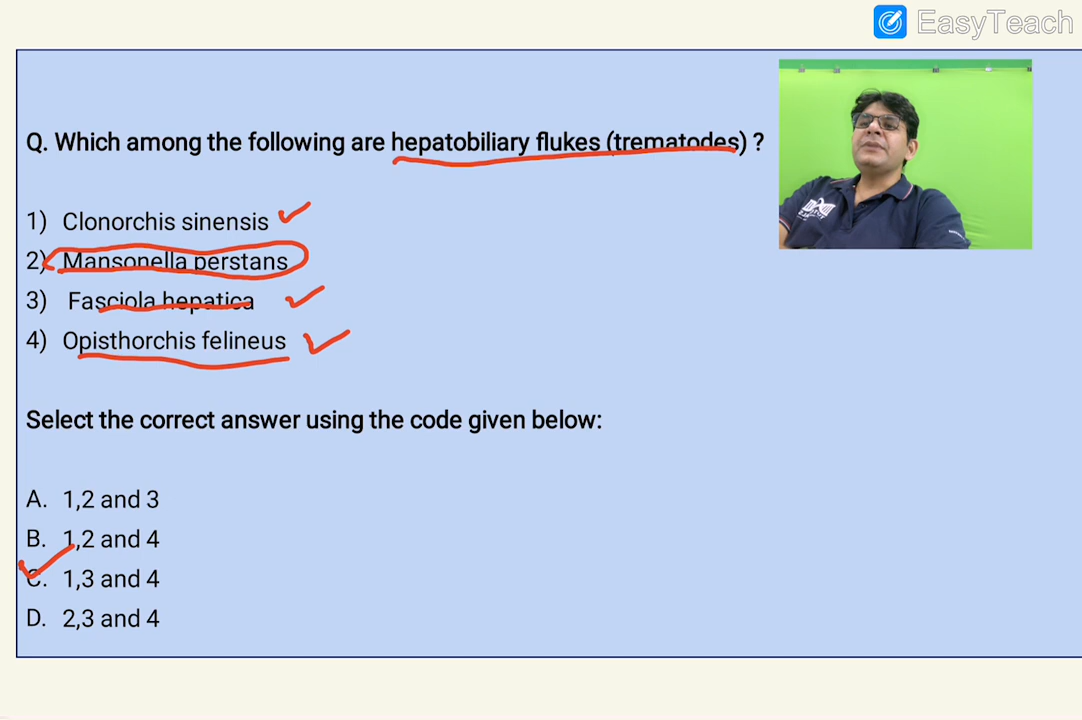 EasyTeach
Q. Which among the following are hepatobiliary flukes (trematodes) ?
1) Clonorchis sinensis
2) Mansonella perstans
3) Fasciola hepatica
4) Opisthorchis felineus
Select the correct answer using the code given below:
A. 1,2 and 3
B. 1,2 and 4
C. 1,3 and 4
D. 2,3 and 4